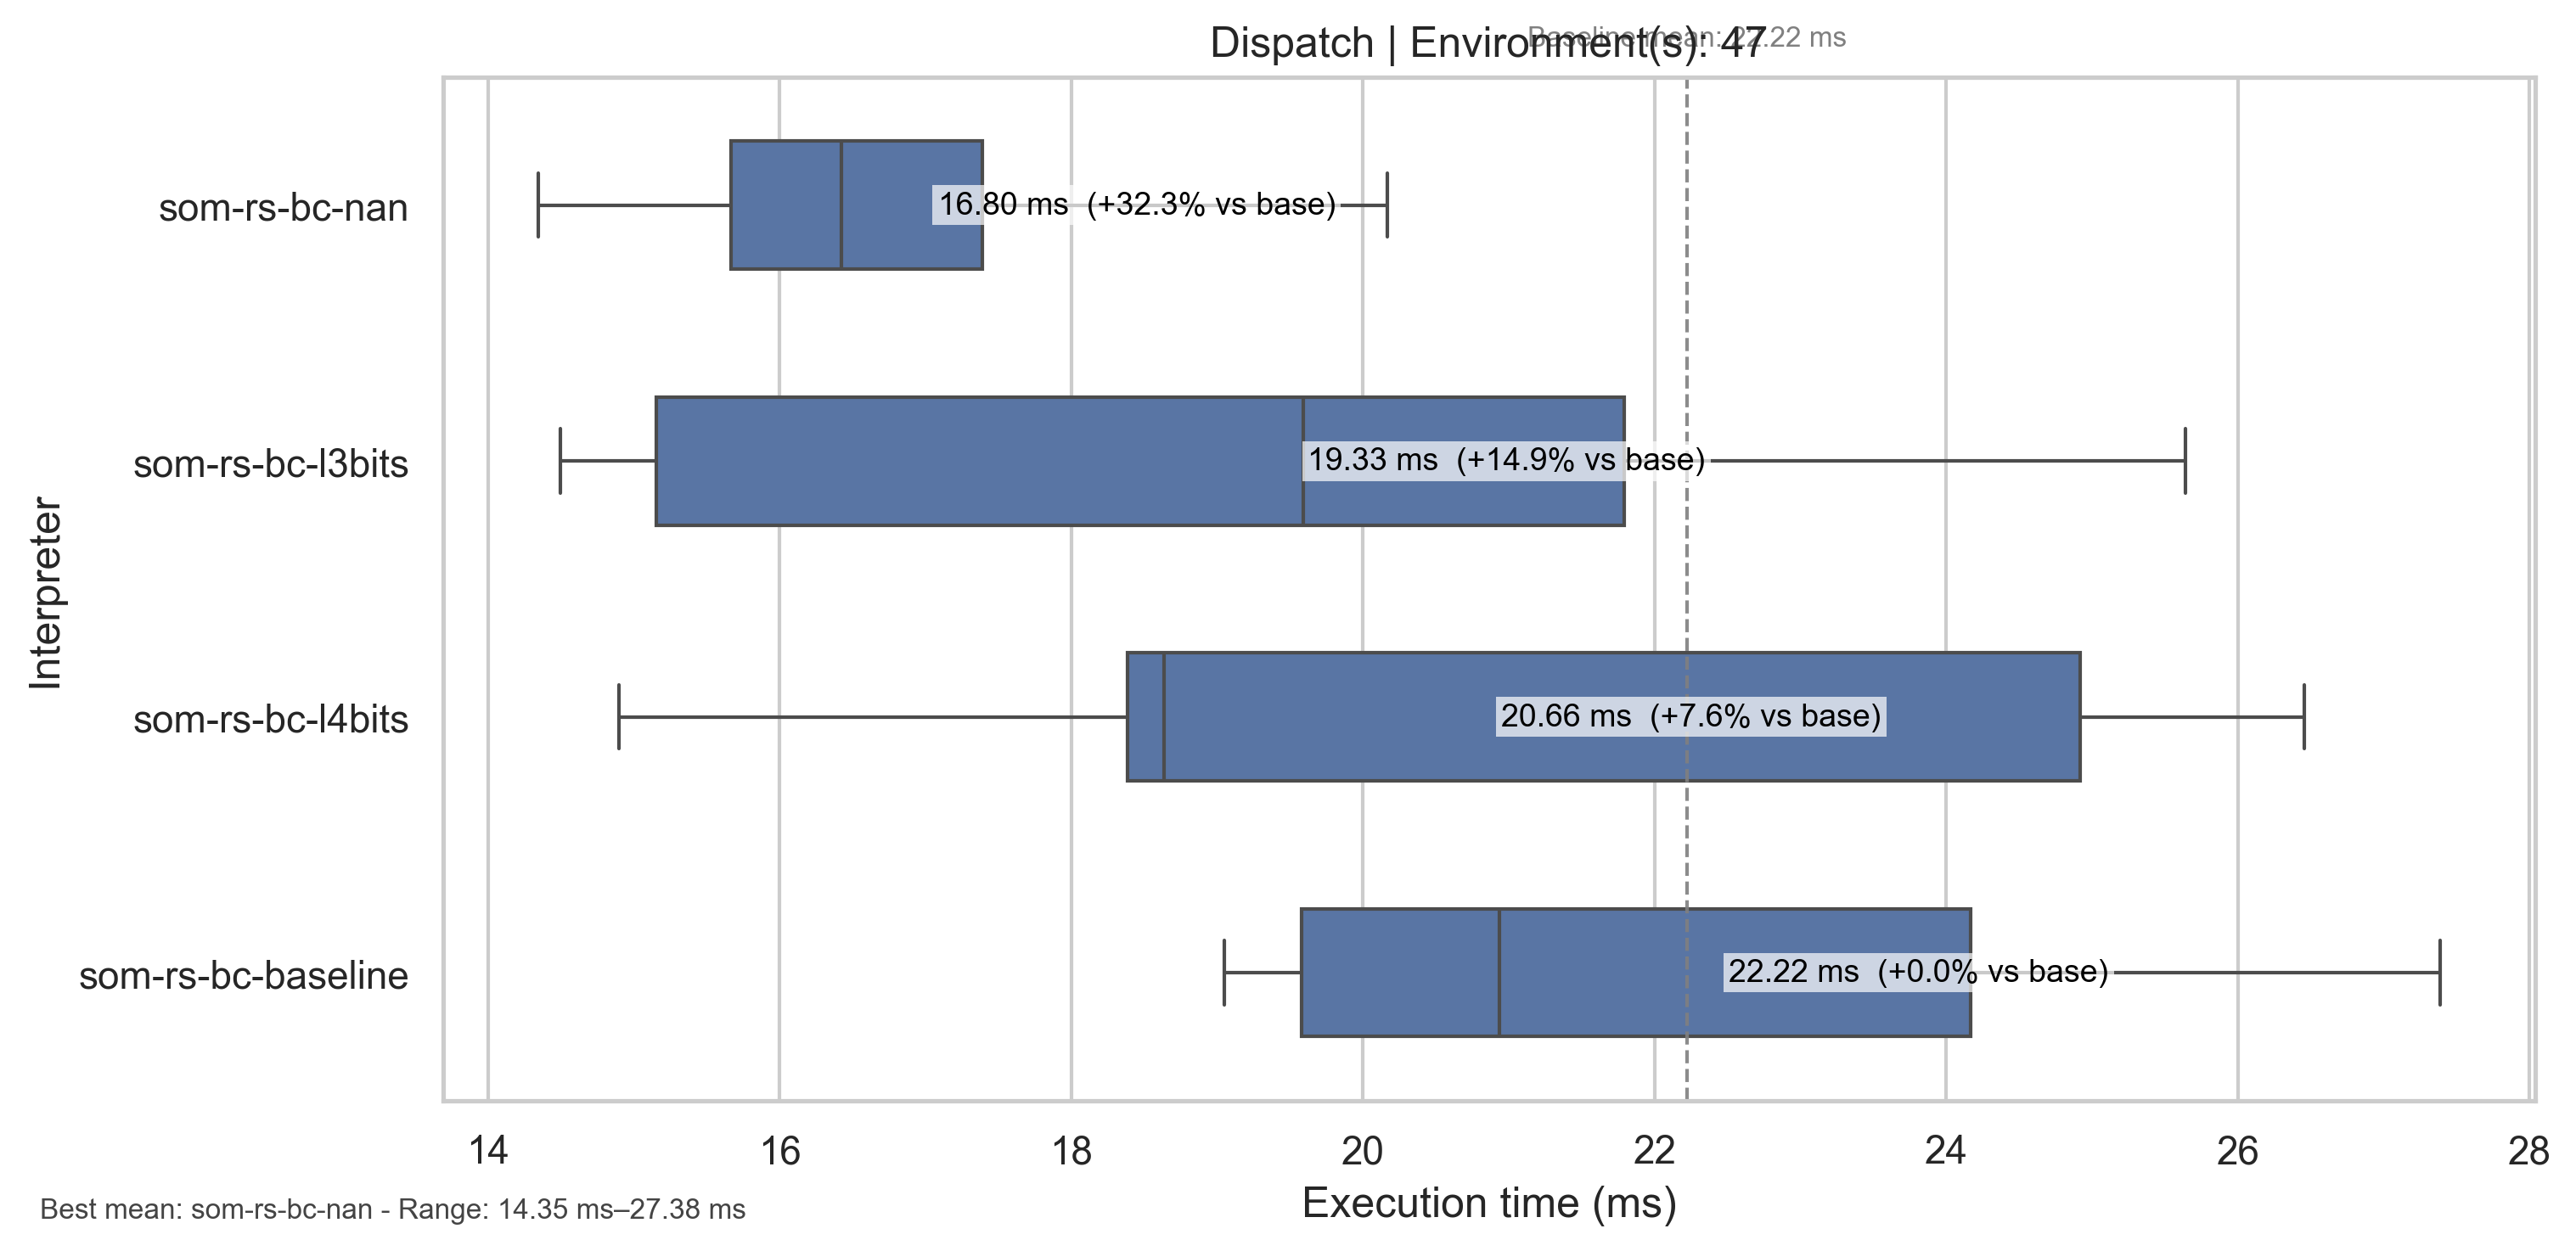 Dispatch | Environment(s): 47
Baseline mean: 22.22 ms
som-rs-bc-nan
16.80 ms (+32.3% vs base)
som-rs-bc-l3bits
19.33 ms (+14.9% vs base)
som-rs-bc-l4bits
20.66 ms (+7.6% vs base)
som-rs-bc-baseline
22.22 ms (+0.0% vs base)
Interpreter
14 16 18 20 22 24 26 28
Execution time (ms)
Best mean: som-rs-bc-nan - Range: 14.35 ms–27.38 ms